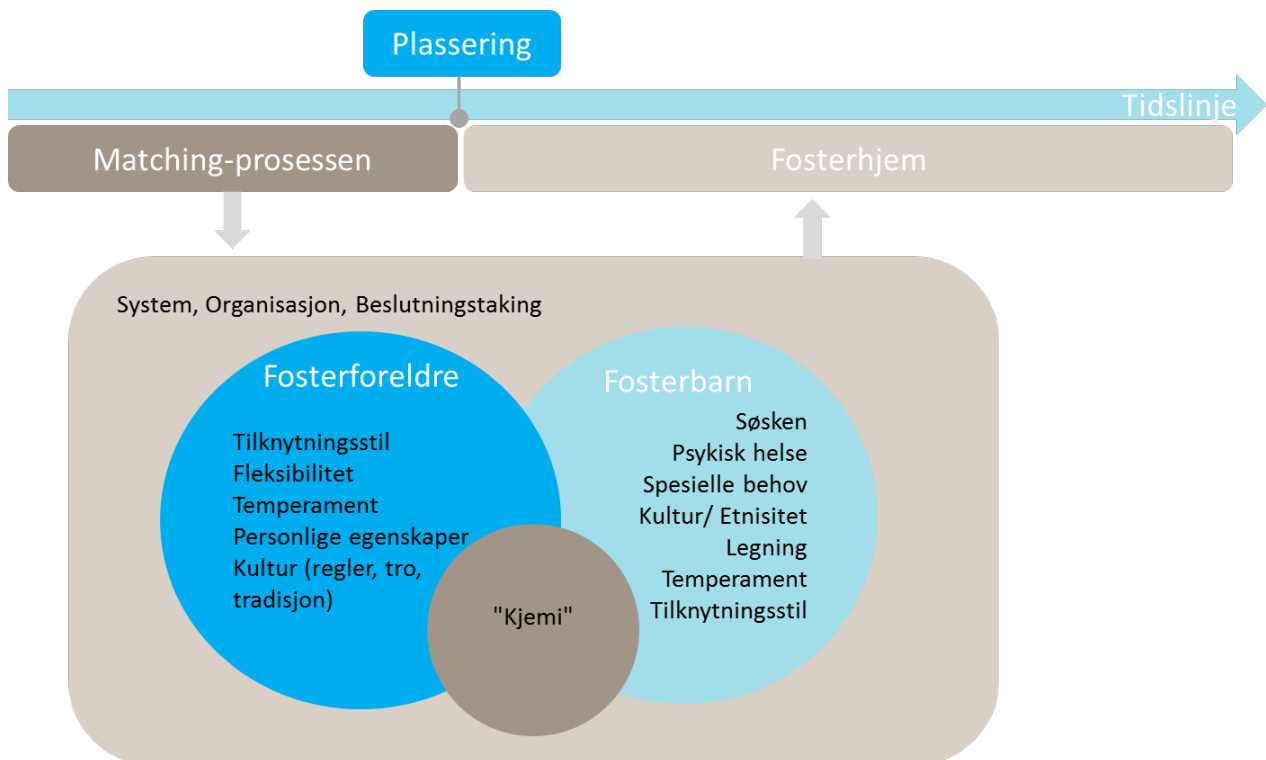 Plassering
Tidslinje
Matching-prosessen
Fosterhjem
System, Organisasjon, Beslutningstaking
Fosterforeldre
Tilknytningsstil
Fleksibilitet
Temperament
Personlige egenskaper
Kultur (regler, tro,
tradisjon)
Fosterbarn
Søsken
Psykisk helse
Spesielle behov
Kultur/ Etnisitet
Legning
Temperament
Tilknytningsstil
"Kjemi"